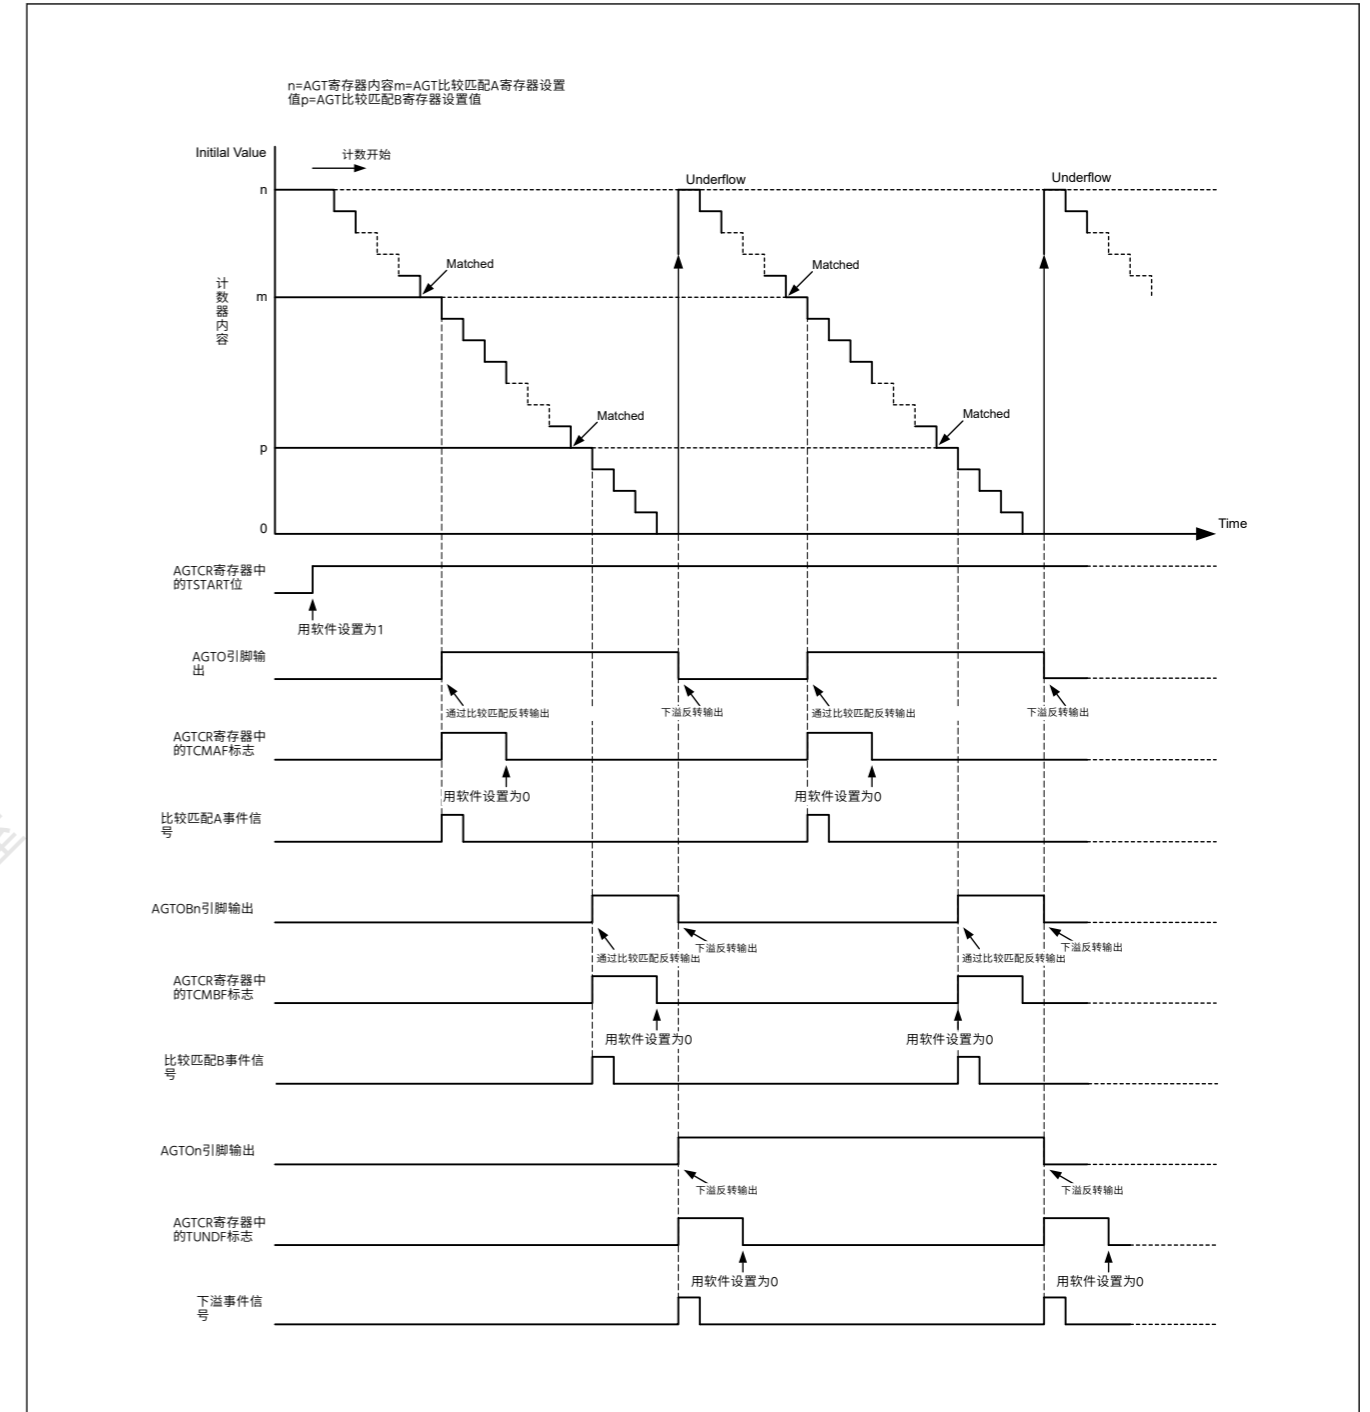 n=AGT寄存器内容m=AGT比较匹配A寄存器设置
值p=AGT比较匹配B寄存器设置值
Initilal Value
计数开始
Underflow
Underflow
n
Matched
Matched
计数器内容
m
Matched
Matched
p
0
Time
AGTCR寄存器中
的TSTART位
用软件设置为1
AGTO引脚输
出
通过比较匹配反转输出
下溢反转输出
通过比较匹配反转输出
下溢反转输出
AGTCR寄存器中
的TCMAF标志
用软件设置为0
用软件设置为0
比较匹配A事件信
号
AGTOBn引脚输出
通过比较匹配反转输出
下溢反转输出
通过比较匹配反转输出
下溢反转输出
AGTCR寄存器中
的TCMBF标志
用软件设置为0
用软件设置为0
比较匹配B事件信
号
AGTOn引脚输出
下溢反转输出
下溢反转输出
AGTCR寄存器中
的TUNDF标志
用软件设置为0
用软件设置为0
下溢事件信
号